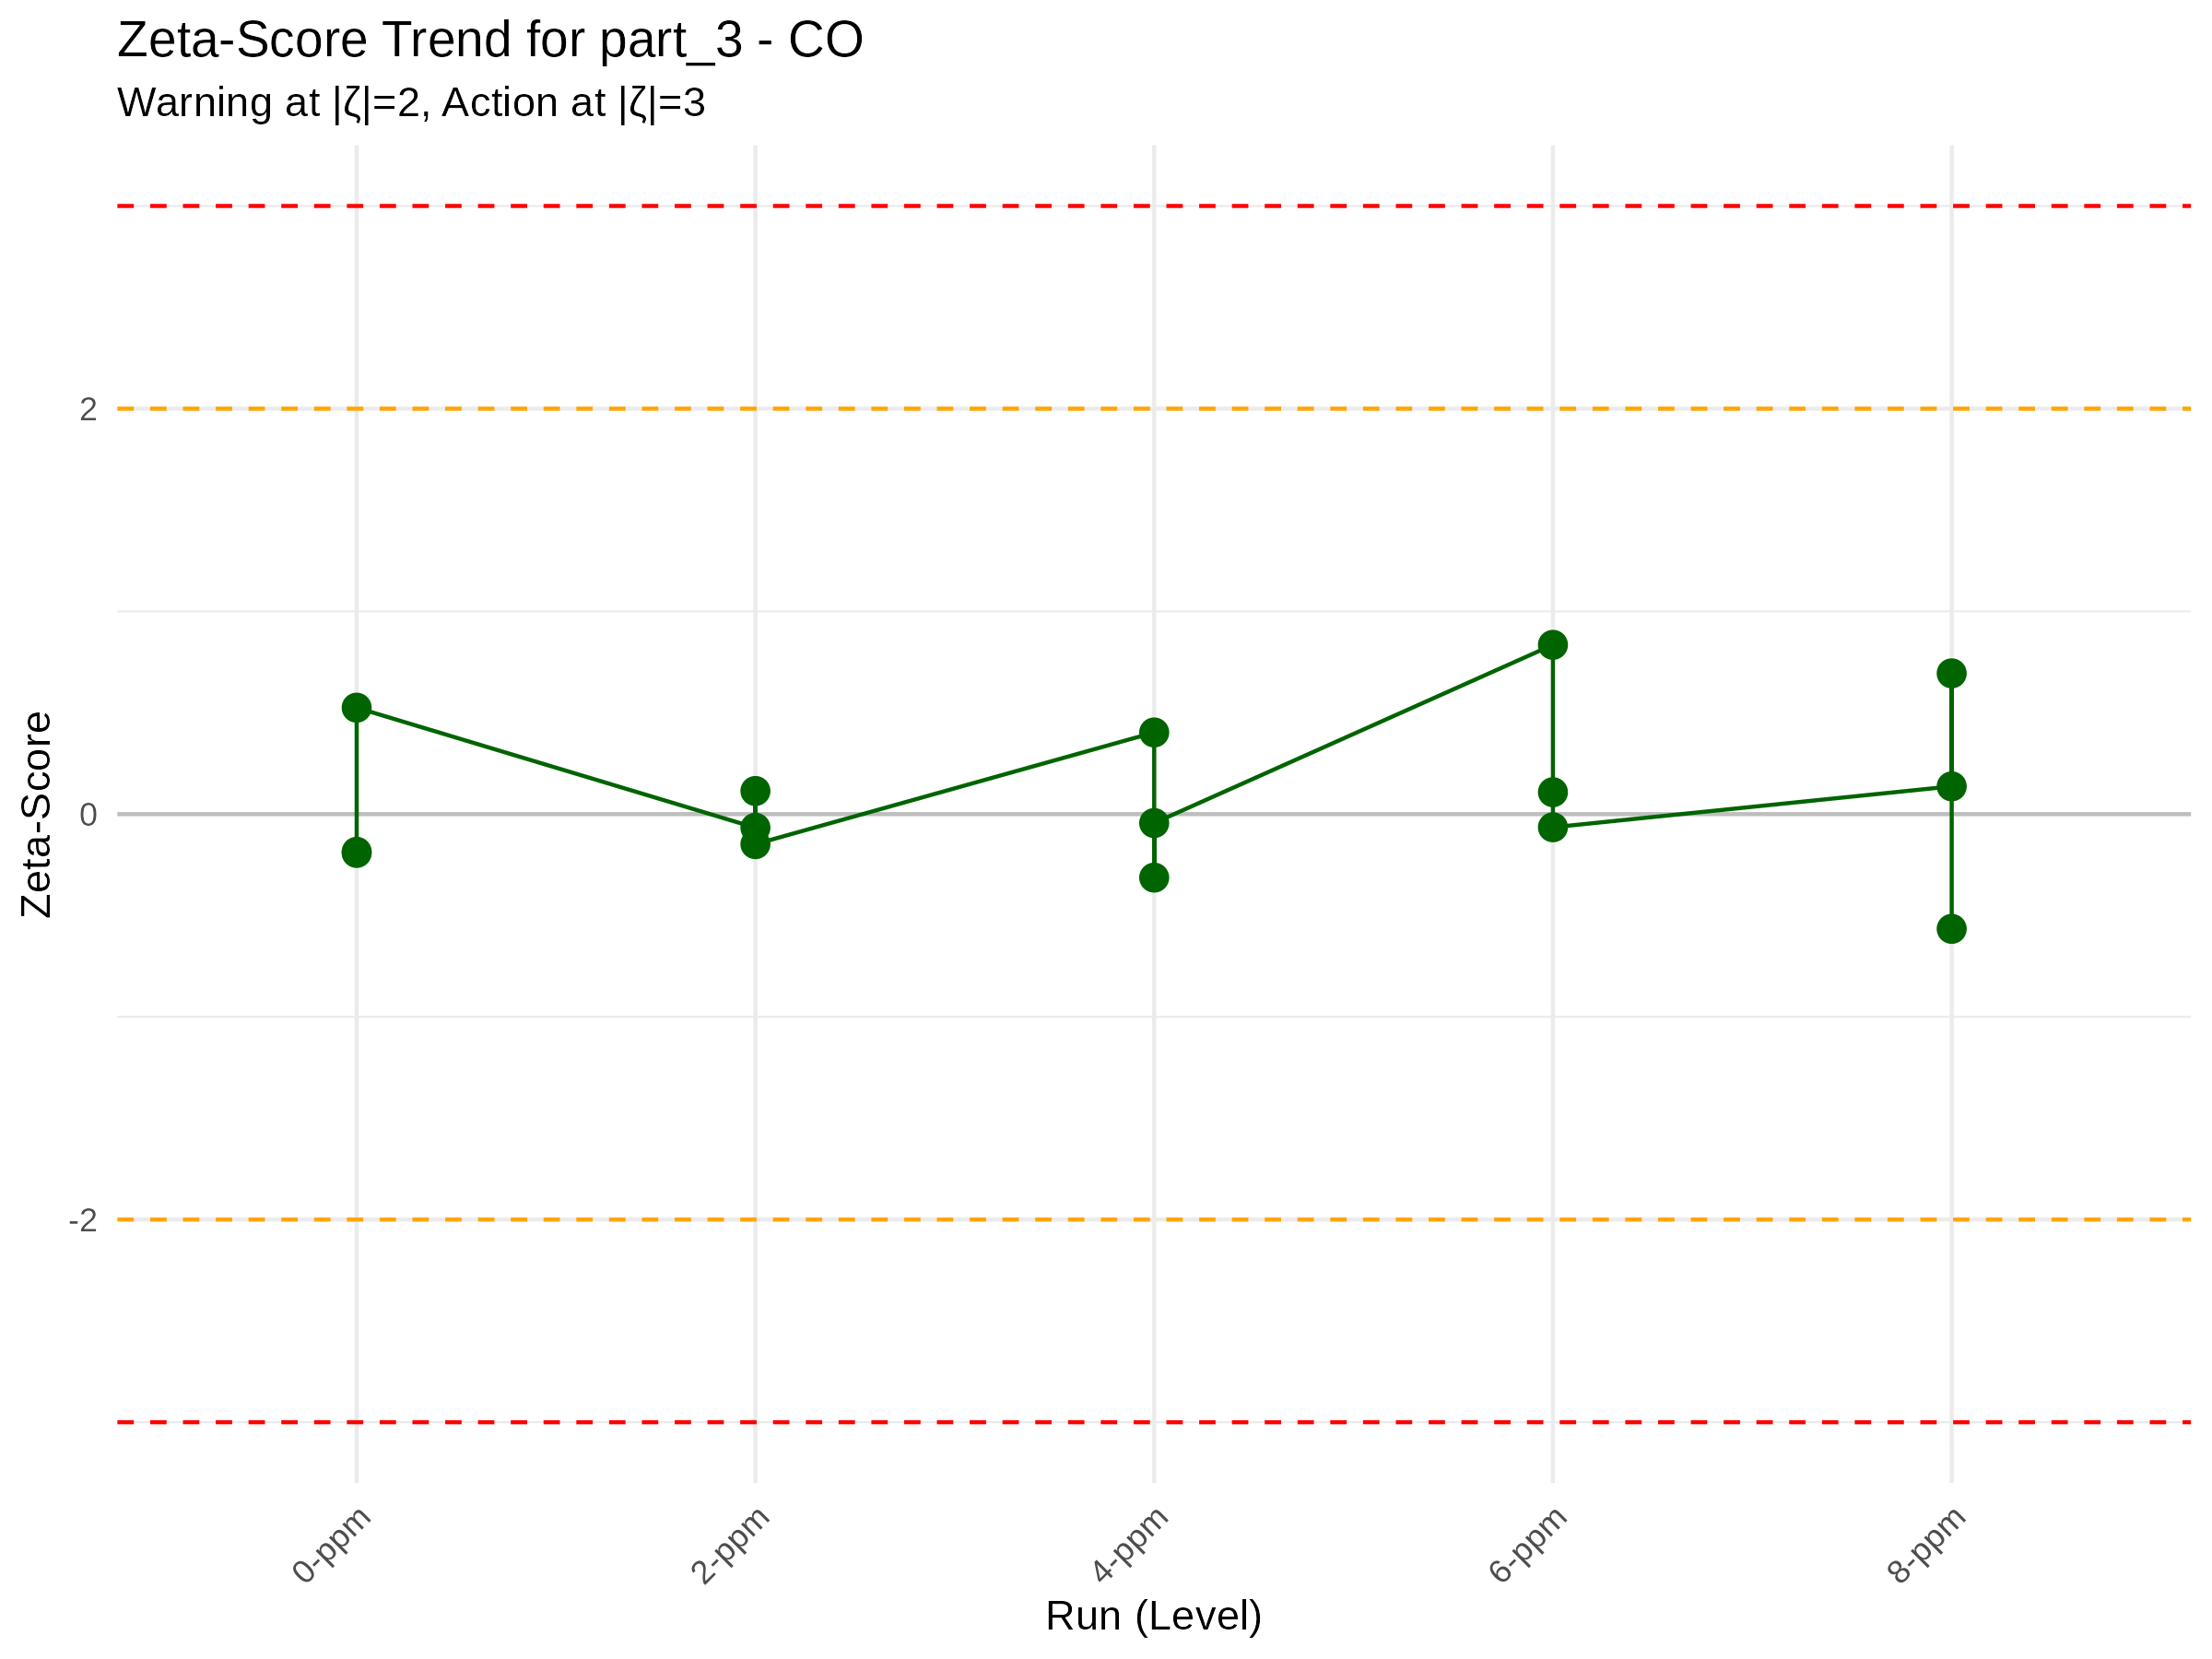 Zeta-Score Trend for part_3 - CO
Warning at |ζ|=2, Action at |ζ|=3
Zeta-Score
2
0
-2
0-ppm
2-ppm
4-ppm
6-ppm
8-ppm
Run (Level)